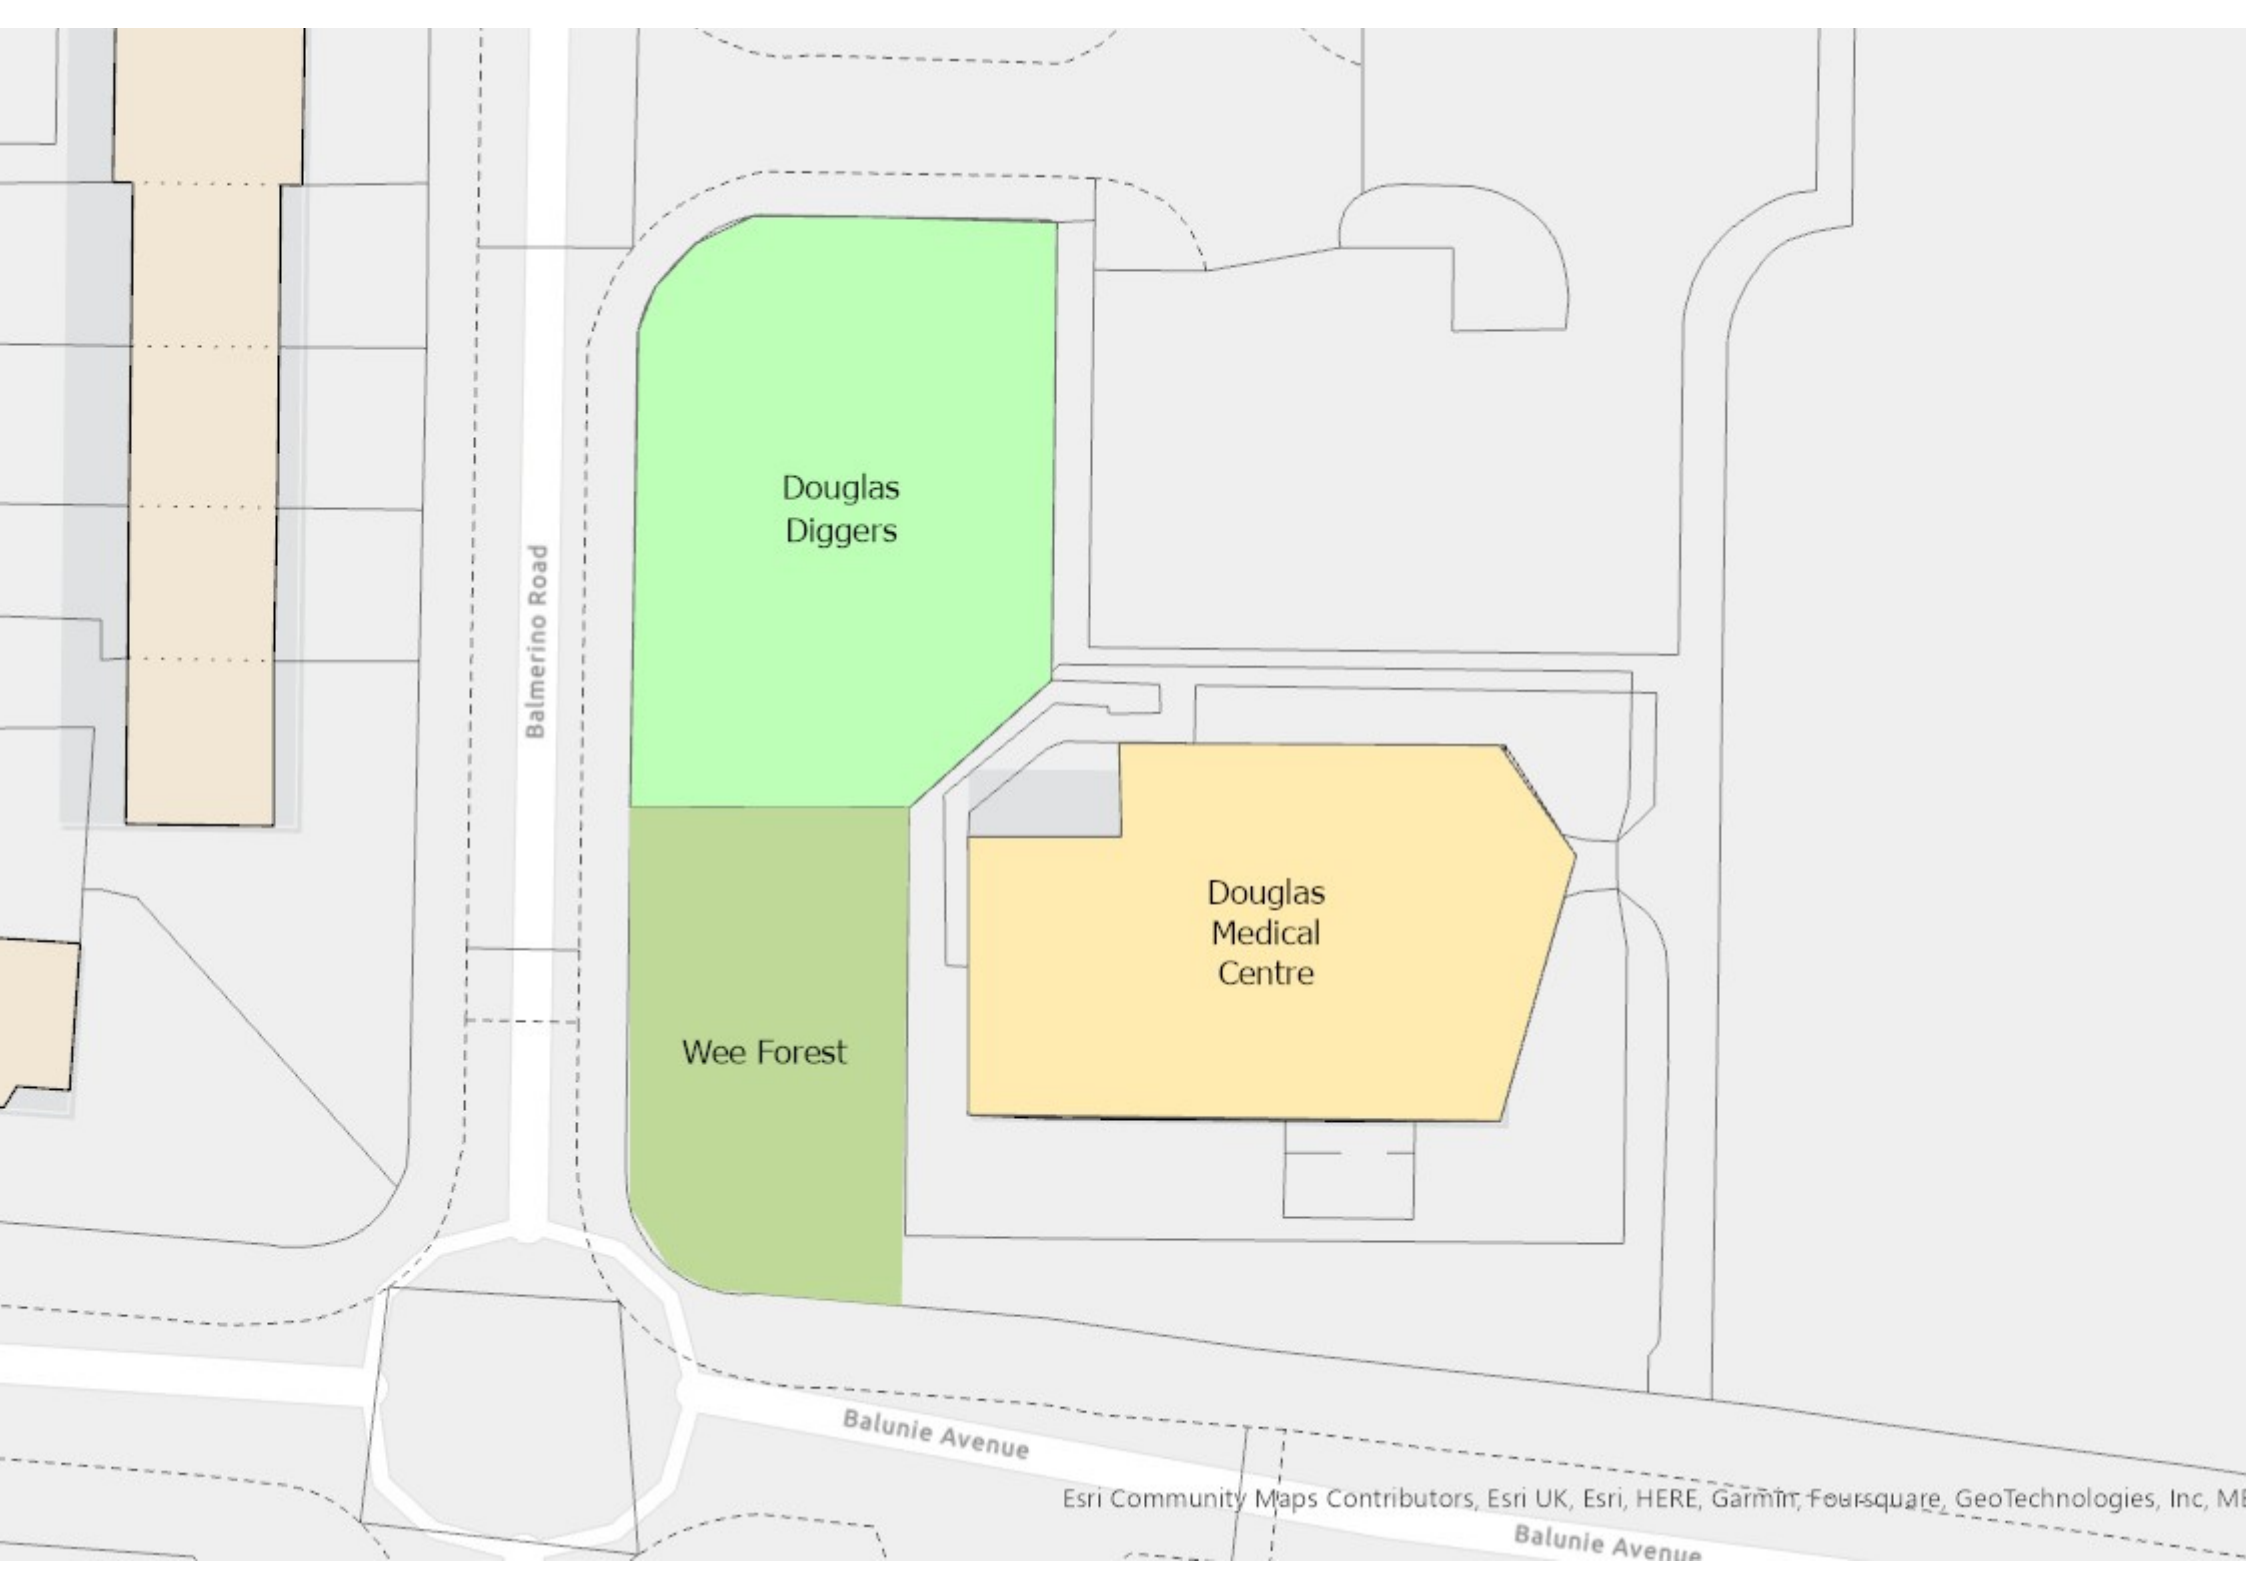 Douglas
Diggers
Balmerino Road
Douglas
Medical
Centre
Wee Forest
Balunie Avenue
Esri Community Maps Contributors, Esri UK, Esri, HERE, Garmin, Foursquare, GeoTechnologies, Inc,
Balunie Avenue